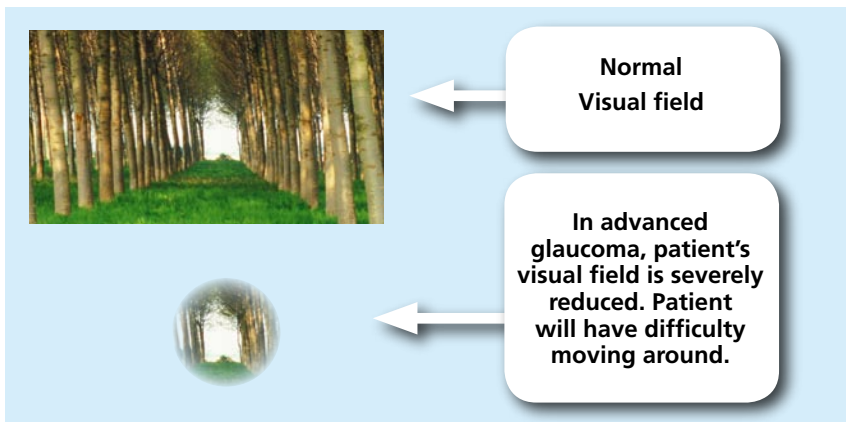 Normal
Visual field
In advanced
glaucoma, patient’s
visual field is severely
reduced. Patient
will have difficulty
moving around.